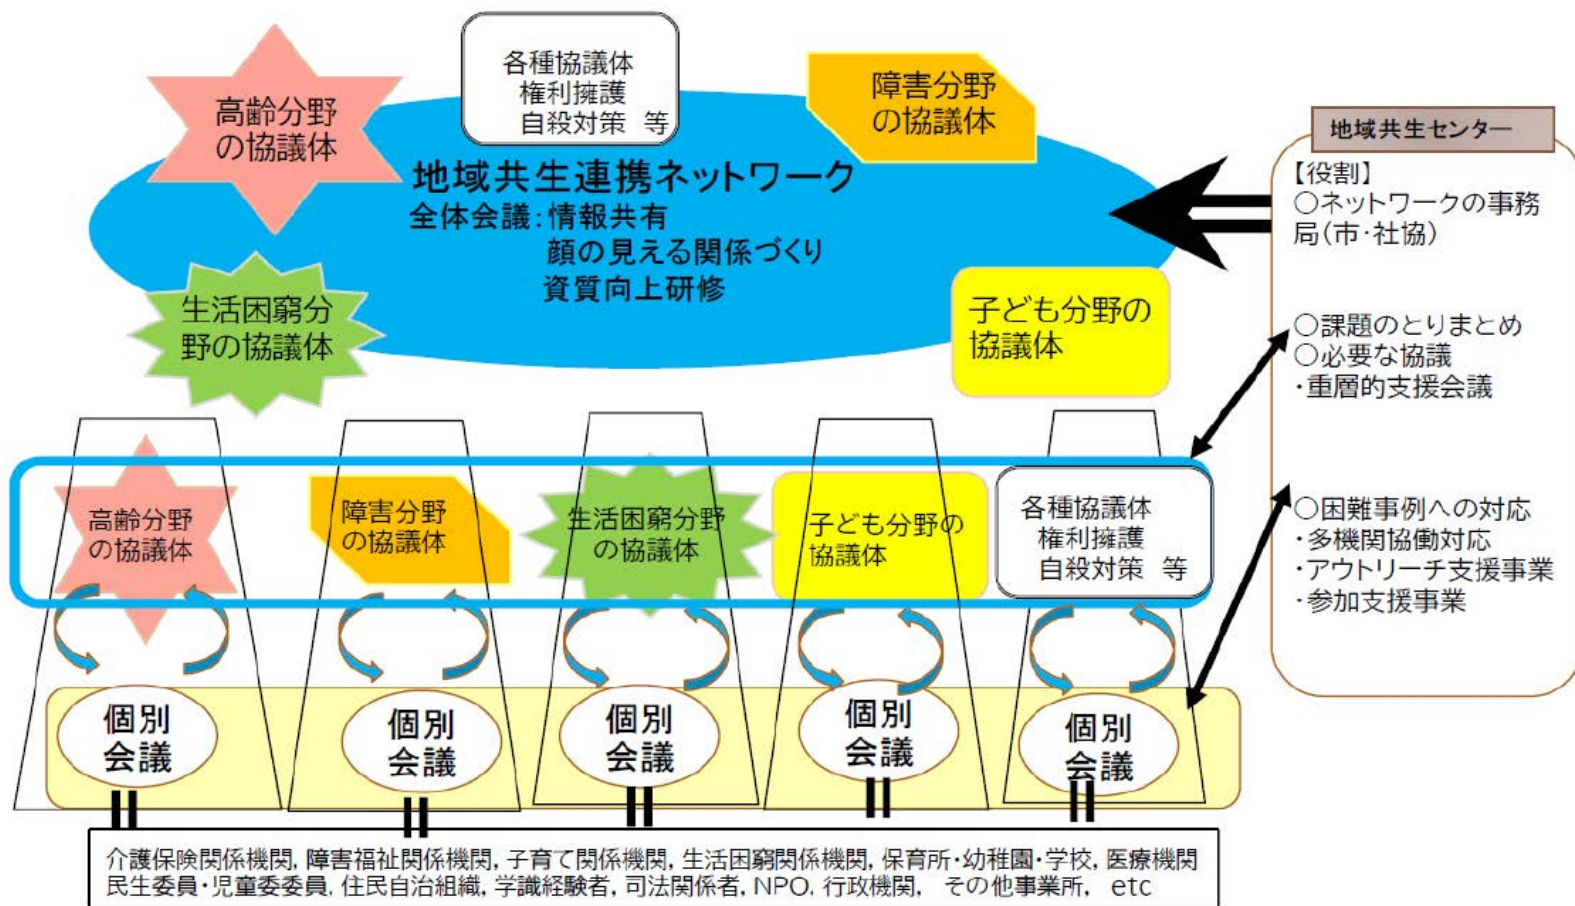 高齢分野
の協議体
各種協議体
権利擁護
自殺対策 等
障害分野
の協議体
地域共生連携ネットワーク
全体会議:情報共有
顔の見える関係づくり
資質向上研修
生活困窮分
野の協議体
子ども分野の
協議体
地域共生センター
【役割】
○ネットワークの事務
局(市・社協)
○課題のとりまとめ
○必要な協議
・重層的支援会議
○困難事例への対応
・多機関協働対応
・アウトリーチ支援事業
・参加支援事業
高齢分野
の協議体
障害分野
の協議体
生活困窮分野
の協議体
子ども分野の
協議体
各種協議体
権利擁護
自殺対策 等
個別
会議
個別
会議
個別
会議
個別
会議
個別
会議
介護保険関係機関, 障害福祉関係機関, 子育て関係機関, 生活困窮関係機関, 保育所・幼稚園・学校, 医療機関
民生委員・児童委委員, 住民自治組織, 学識経験者, 司法関係者, NPO, 行政機関, その他事業所, etc